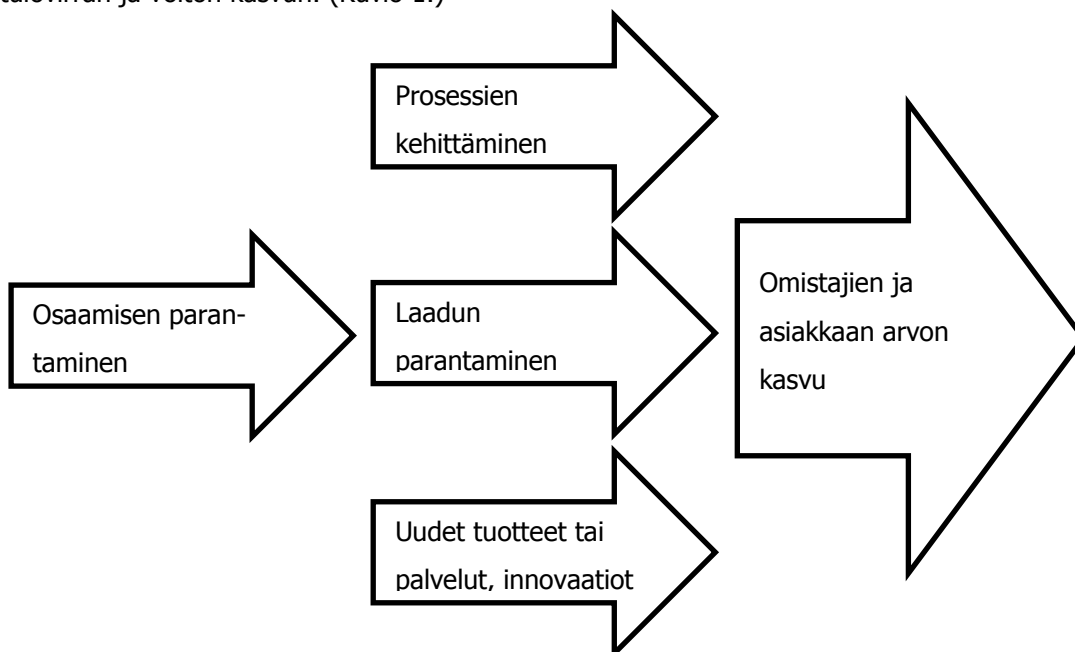 ja voiton kasvun. (Kuvio 1.)
Prosessien
kehittäminen
Osaamisen paran-
taminen
Laadun
parantaminen
Uudet tuotteet tai
palvelut, innovaatiot
Omistajien ja
asiakkaan arvon
kasvu